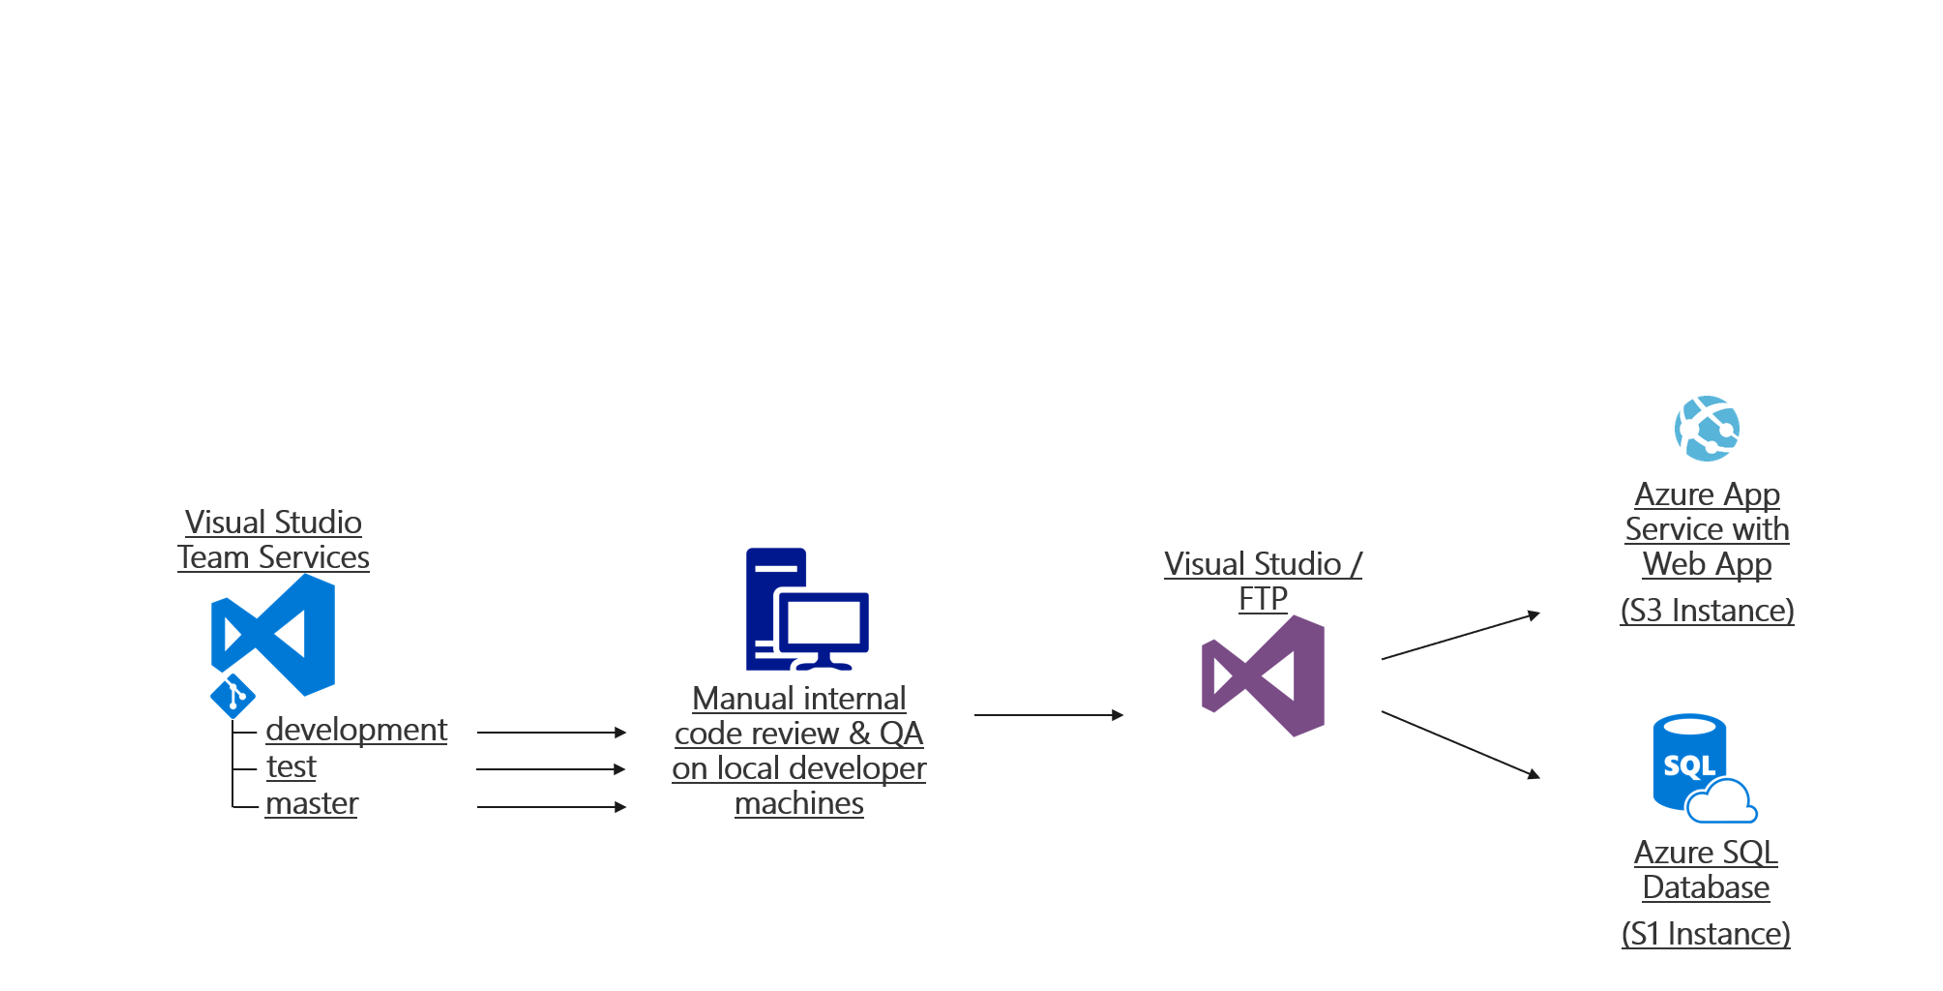 Visual Studio
Team Services
development
test
master
Manual internal
code review & QA
on local developer
machines
Visual Studio /
FTP
Azure App
Service with
Web App
(S3 Instance)
SQL
Azure SQL
Database
(S1 Instance)